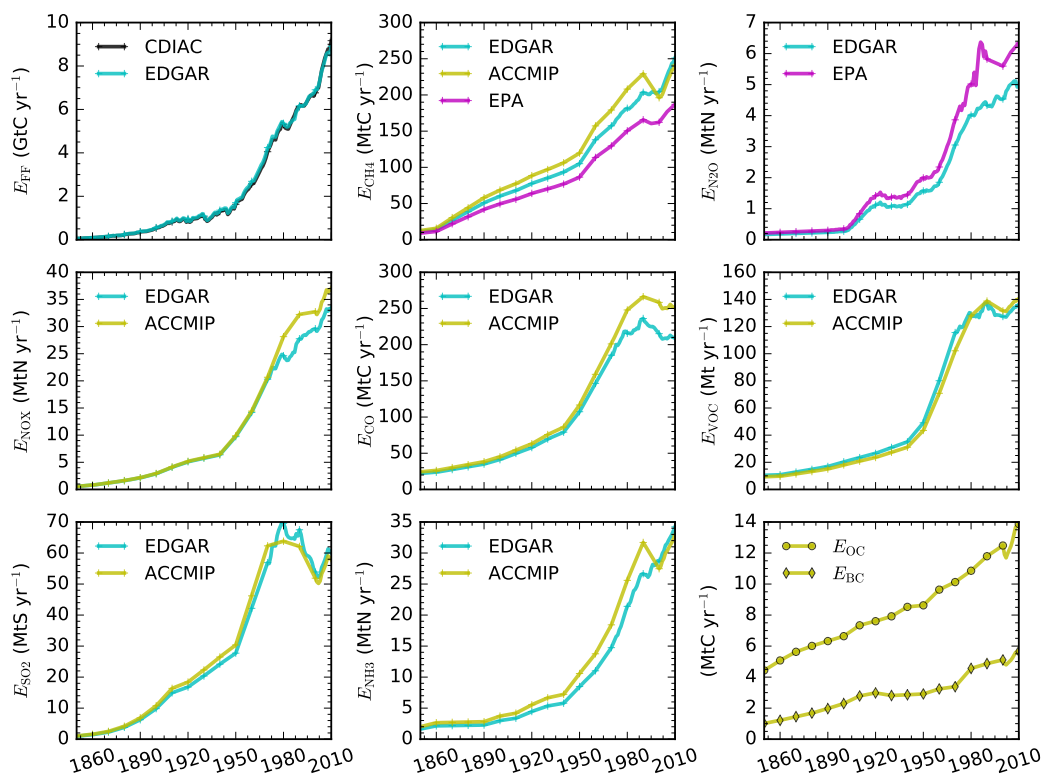 10
8
6
4
2
0
E_FF (GtC yr⁻¹)
CDIAC
EDGAR
300
250
200
150
100
50
0
E_CH4 (MtC yr⁻¹)
EDGAR
ACCMIP
EPA
7
6
5
4
3
2
1
0
E_N2O (MtN yr⁻¹)
EDGAR
EPA
40
35
30
25
20
15
10
5
0
E_NOX (MtN yr⁻¹)
EDGAR
ACCMIP
300
250
200
150
100
50
0
E_CO (MtC yr⁻¹)
EDGAR
ACCMIP
160
140
120
100
80
60
40
20
0
E_VOC (Mt yr⁻¹)
EDGAR
ACCMIP
70
60
50
40
30
20
10
0
E_SO2 (MtS yr⁻¹)
EDGAR
ACCMIP
1860 1890 1920 1950 1980 2010
35
30
25
20
15
10
5
0
E_NH3 (MtN yr⁻¹)
EDGAR
ACCMIP
1860 1890 1920 1950 1980 2010
14
12
10
8
6
4
2
0
(MtC yr⁻¹)
E_OC
E_BC
1860 1890 1920 1950 1980 2010